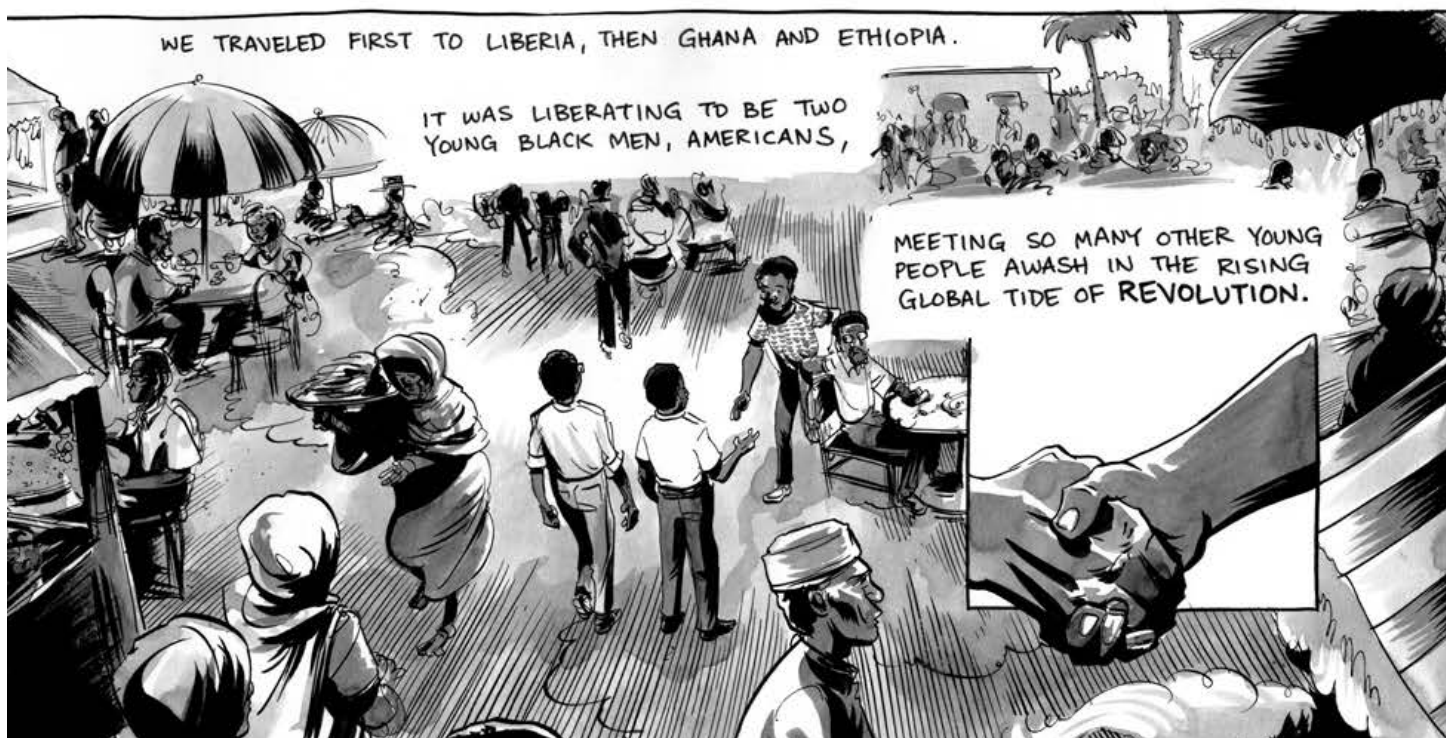 WE TRAVELED FIRST TO LIBERIA, THEN GHANA AND ETHIOPIA.
IT WAS LIBERATING TO BE TWO
YOUNG BLACK MEN, AMERICANS,
MEETING SO MANY OTHER YOUNG
PEOPLE AWASH IN THE RISING
GLOBAL TIDE OF REVOLUTION.